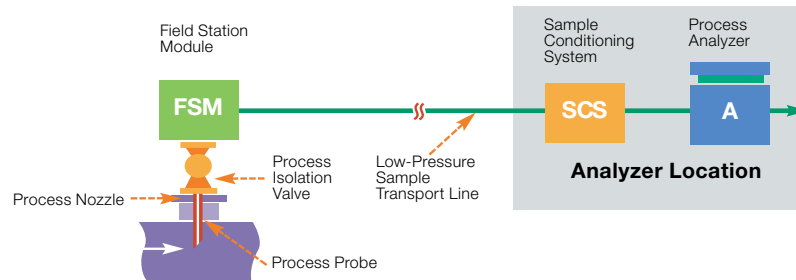 Field Station
Module
FSM
Process
Isolation
Valve
Process Nozzle
Process Probe
Low-Pressure
Sample
Transport Line
Sample
Conditioning
System
SCS
Process
Analyzer
A
Analyzer Location